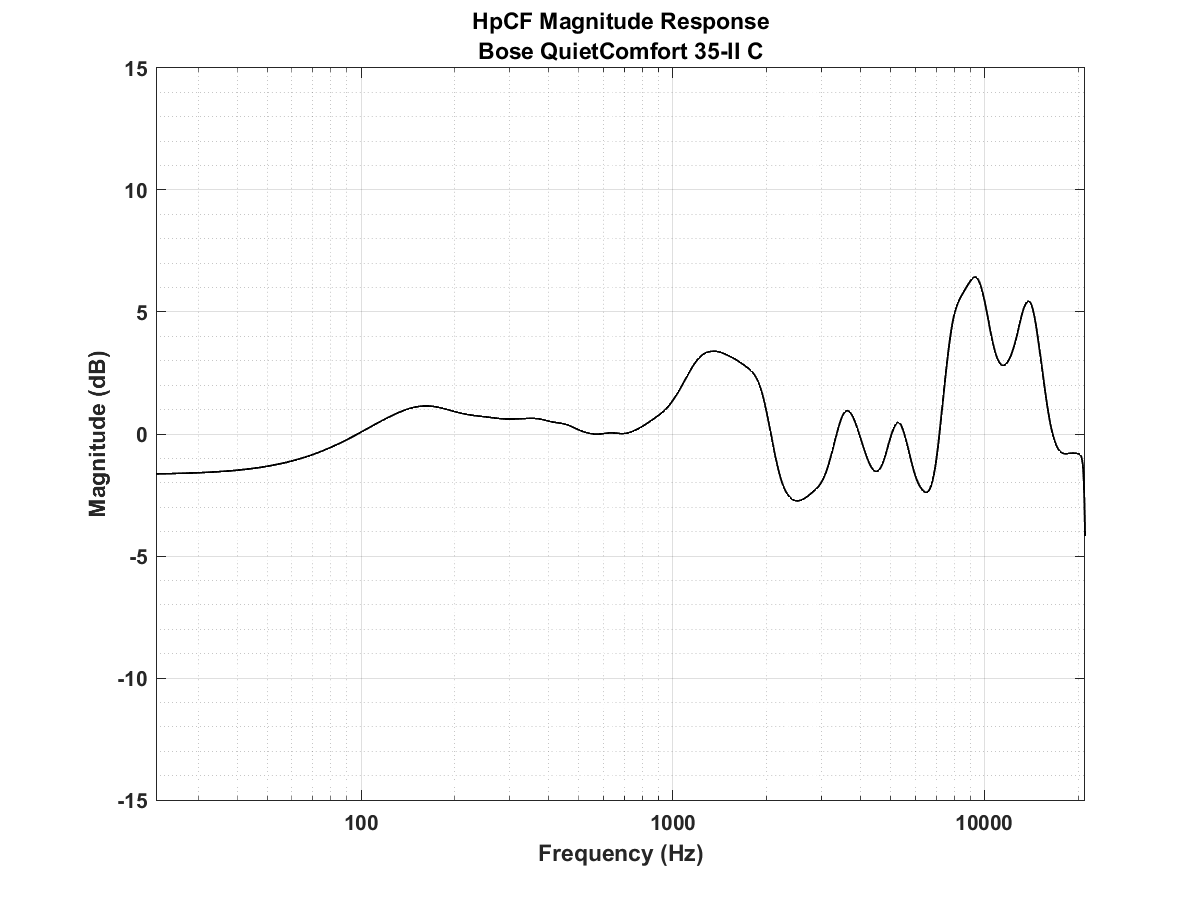 HpCF Magnitude Response
Bose QuietComfort 35-II C
15
10
5
0
-5
-10
-15
Magnitude (dB)
100
1000
10000
Frequency (Hz)